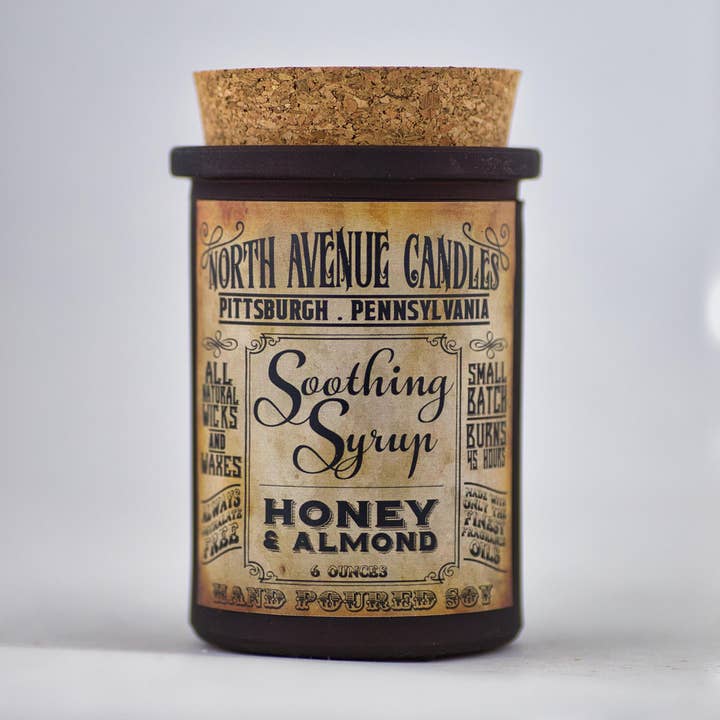 NORTH AVENUE CANDLES
PITTSBURGH . PENNSYLVANIA
ALL
NATURAL
WICKS
AND
WAXES
ALWAYS
PHTHALATE
FREE
Soothing
Syrup
HONEY
& ALMOND
6 OUNCES
SMALL
BATCH
BURNS
45 HOURS
MADE WITH
ONLY THE
FINEST
FRAGRANCE
OILS
HAND POURED SOY